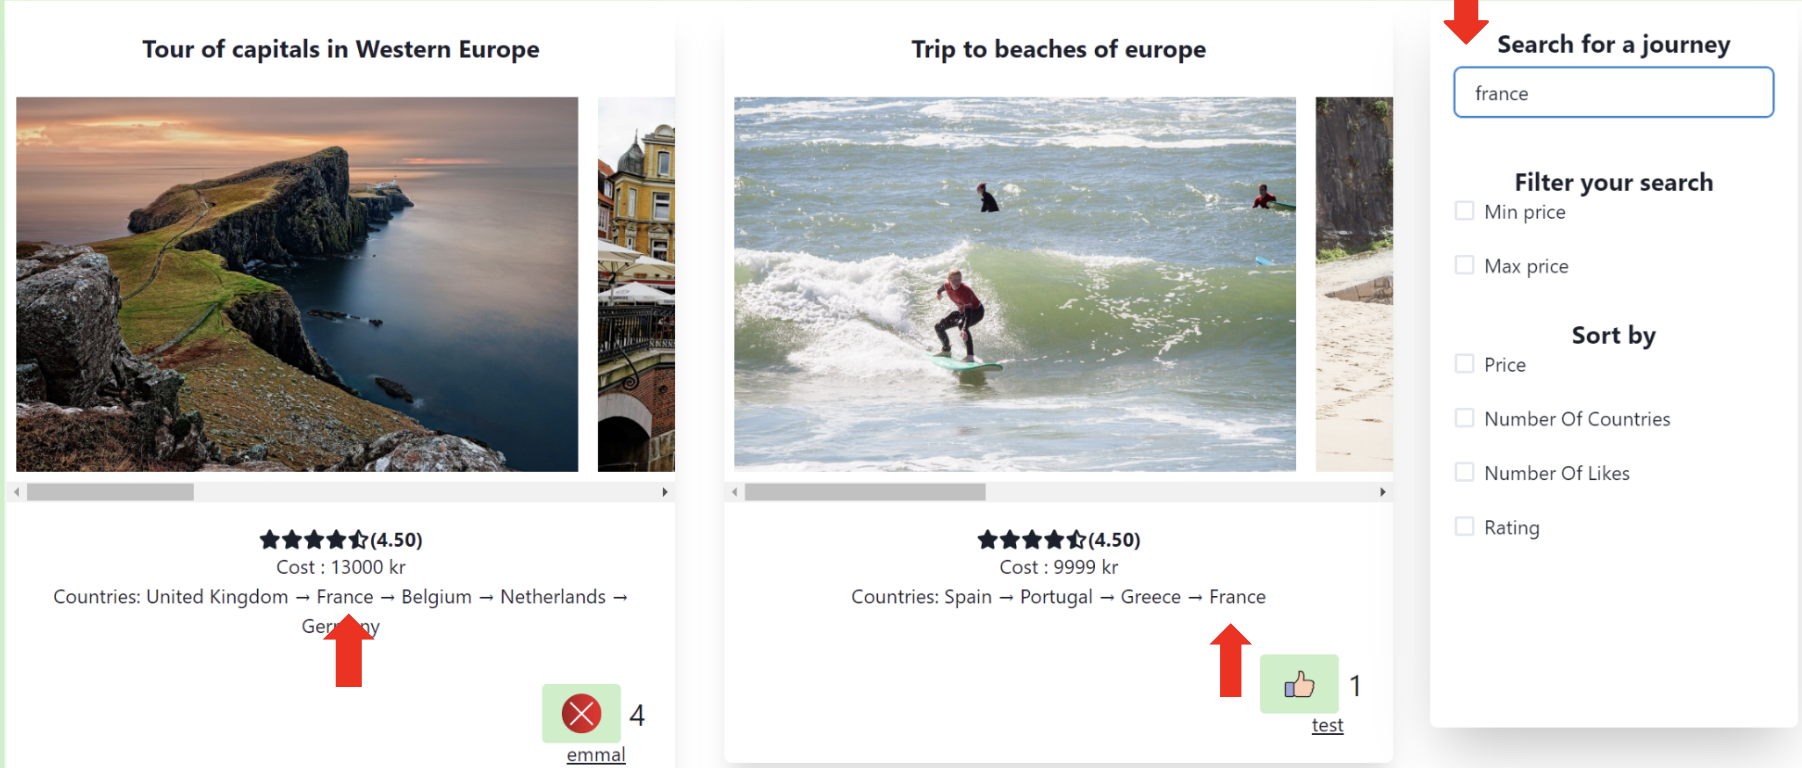 Tour of capitals in Western Europe
(4.50)
Cost : 13000 kr
Countries: United Kingdom → France → Belgium → Netherlands →
4
emmal
Trip to beaches of europe
(4.50)
Cost : 9999 kr
Countries: Spain → Portugal → Greece → France
1
test
Search for a journey
france
Filter your search
Min price
Max price
Sort by
Price
Number Of Countries
Number Of Likes
Rating